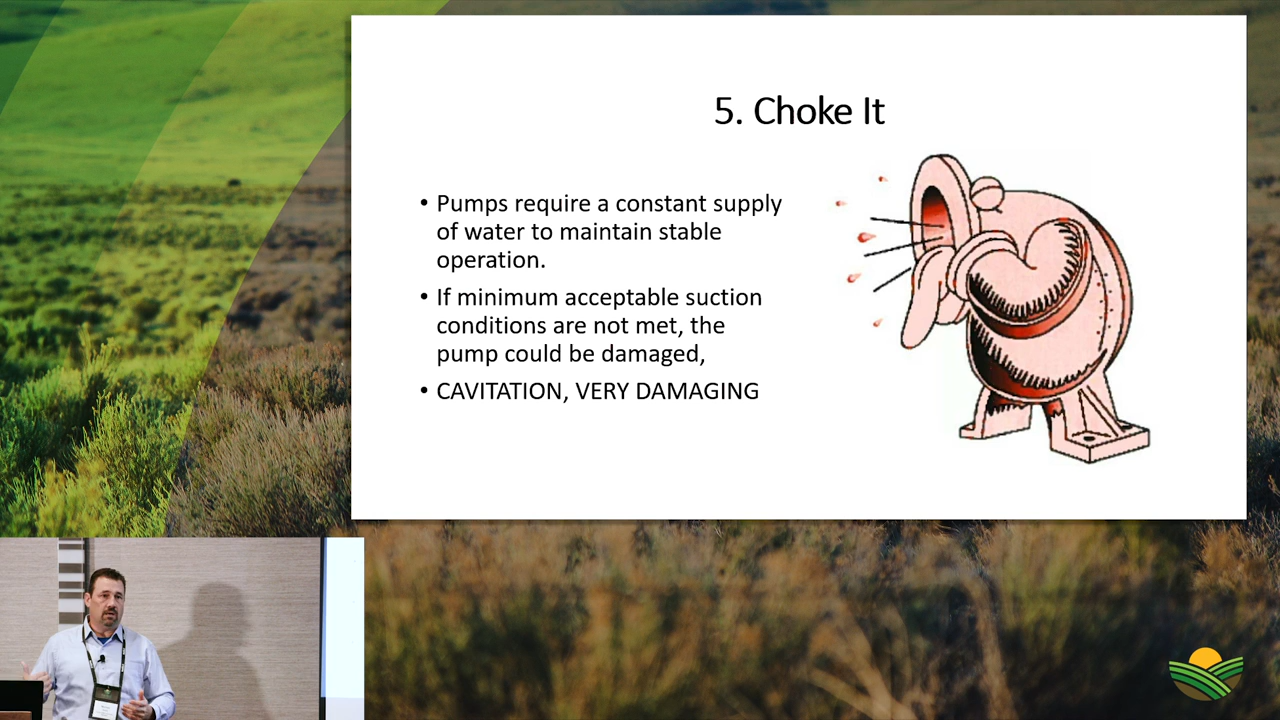 5. Choke It
• Pumps require a constant supply
of water to maintain stable
operation.
• If minimum acceptable suction
conditions are not met, the
pump could be damaged,
• CAVITATION, VERY DAMAGING